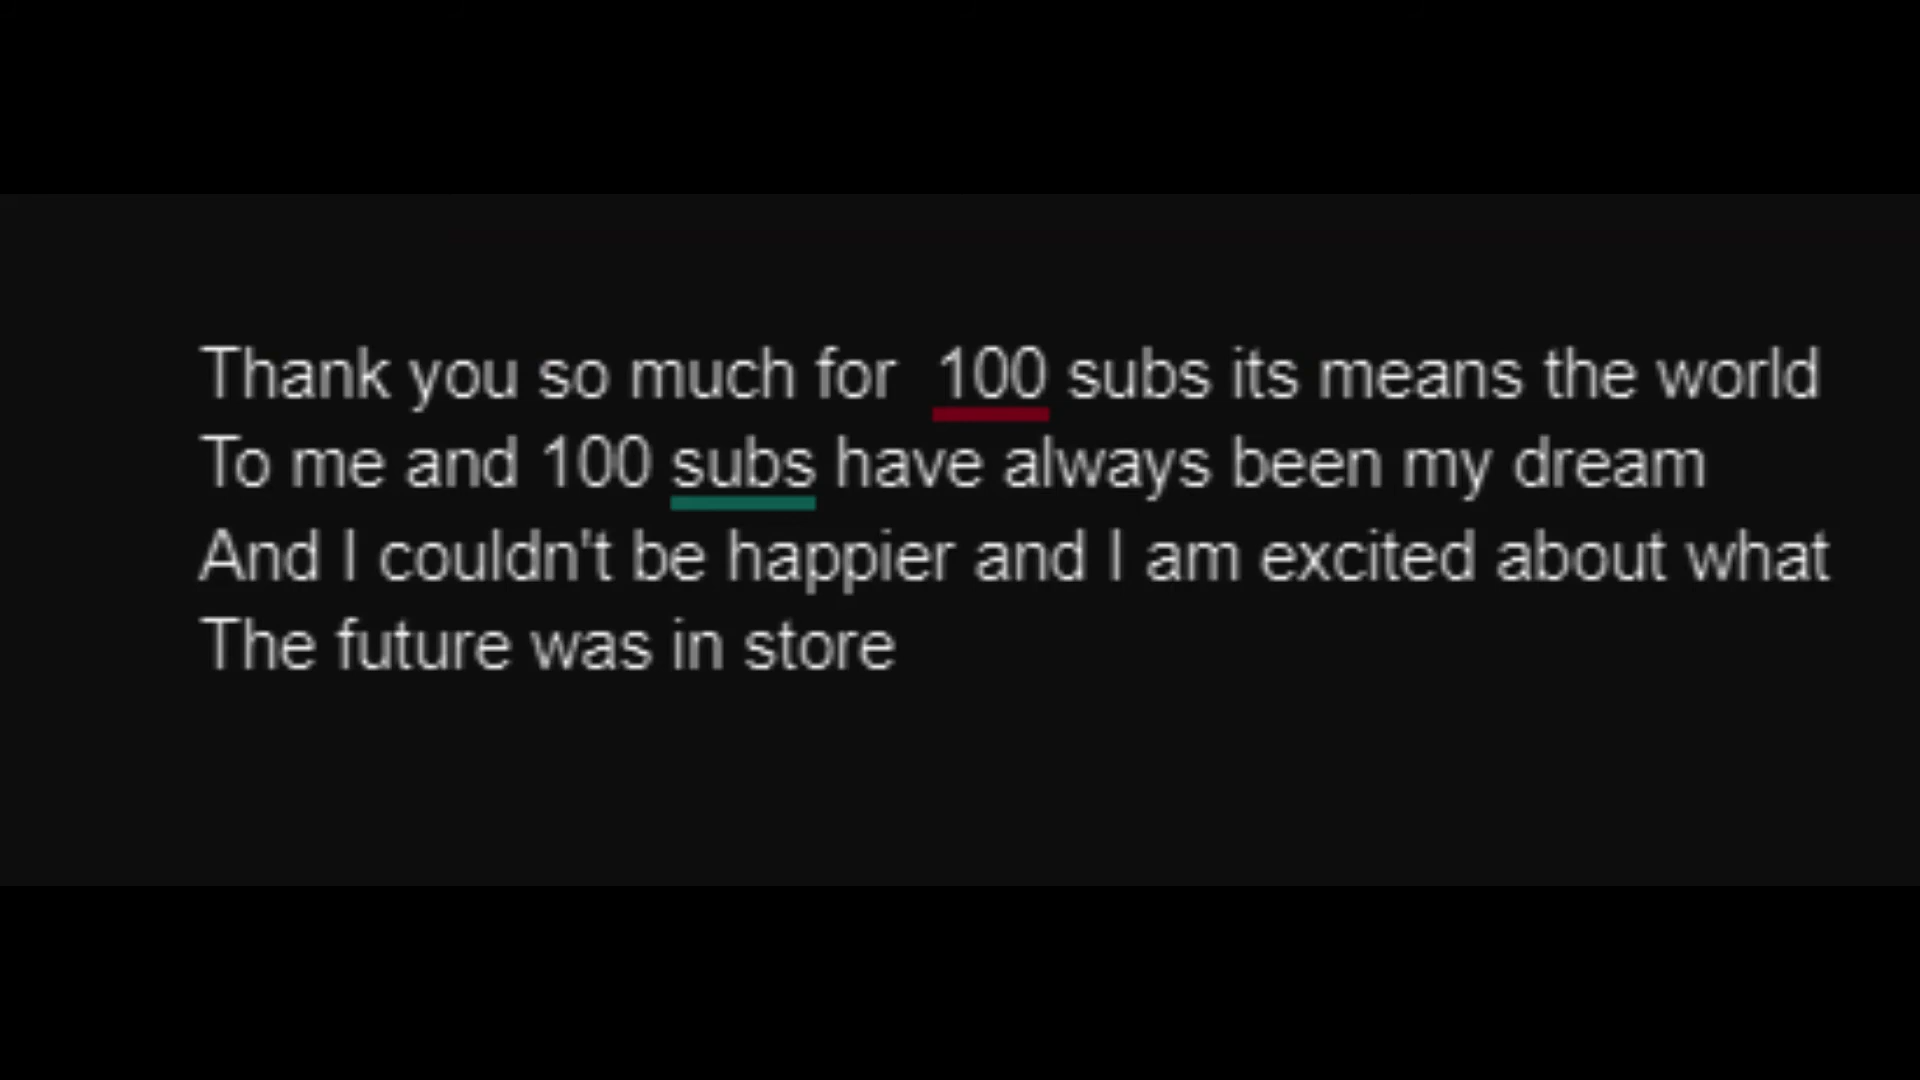 Thank you so much for  100 subs its means the world
To me and 100 subs have always been my dream
And I couldn't be happier and I am excited about what
The future was in store